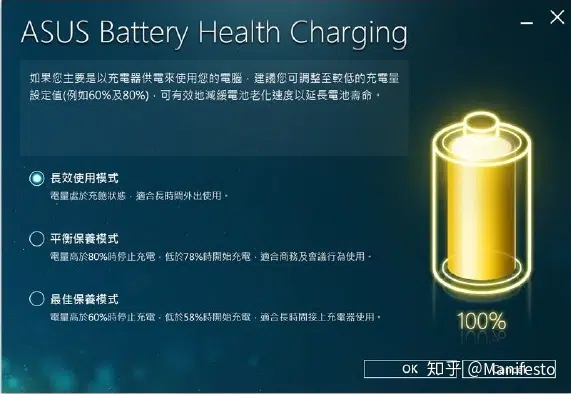 ASUS Battery Health Charging
如果您主要是以充電器供電來使用您的電腦，建議您可調整至較低的充電量
設定值(例如60%及80%)，可有效地減緩電池老化速度以延長電池壽命。
長效使用模式
電量處於充飽狀態，適合長時間外出使用。
平衡保養模式
電量高於80%時停止充電，低於78%時開始充電，適合商務及會議行為使用。
最佳保養模式
電量高於60%時停止充電，低於58%時開始充電，適合長時間接上充電器使用。
100%
OK
知乎 @Manifesto